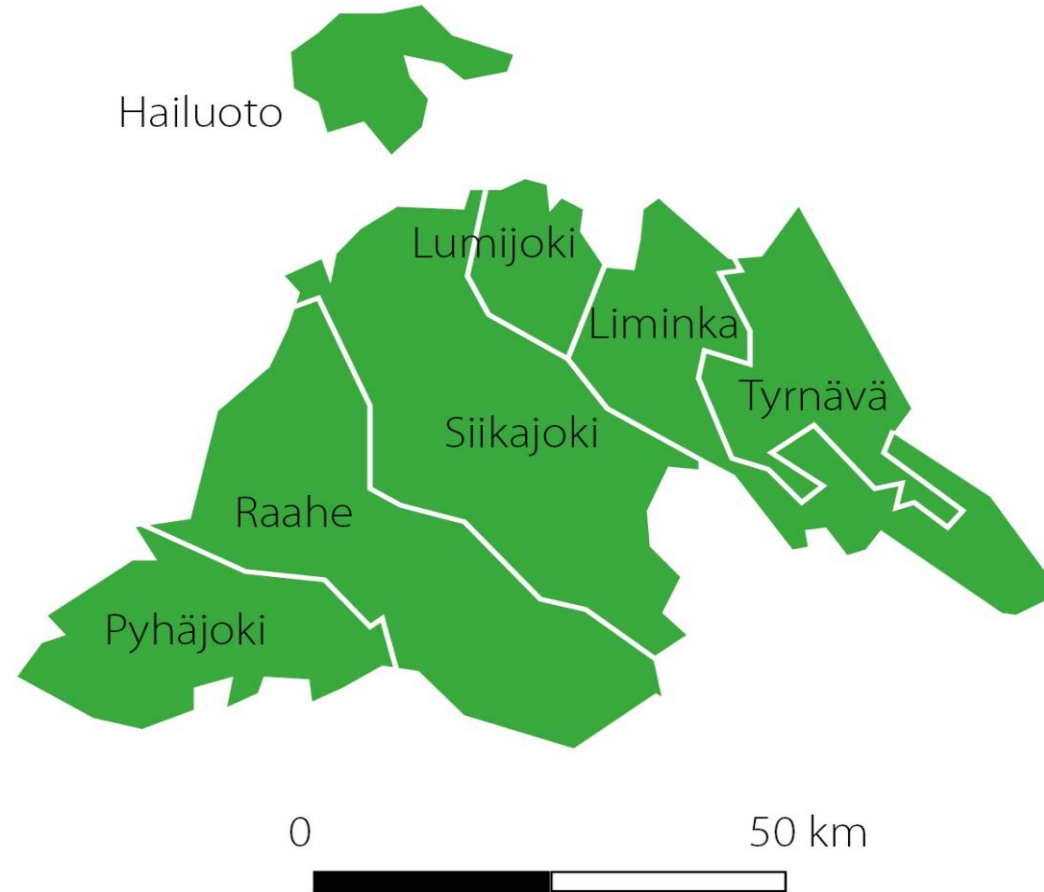 Hailuoto
Lumijoki
Liminka
Tyrnävä
Siikajoki
Raahe
Pyhäjoki
0 50 km